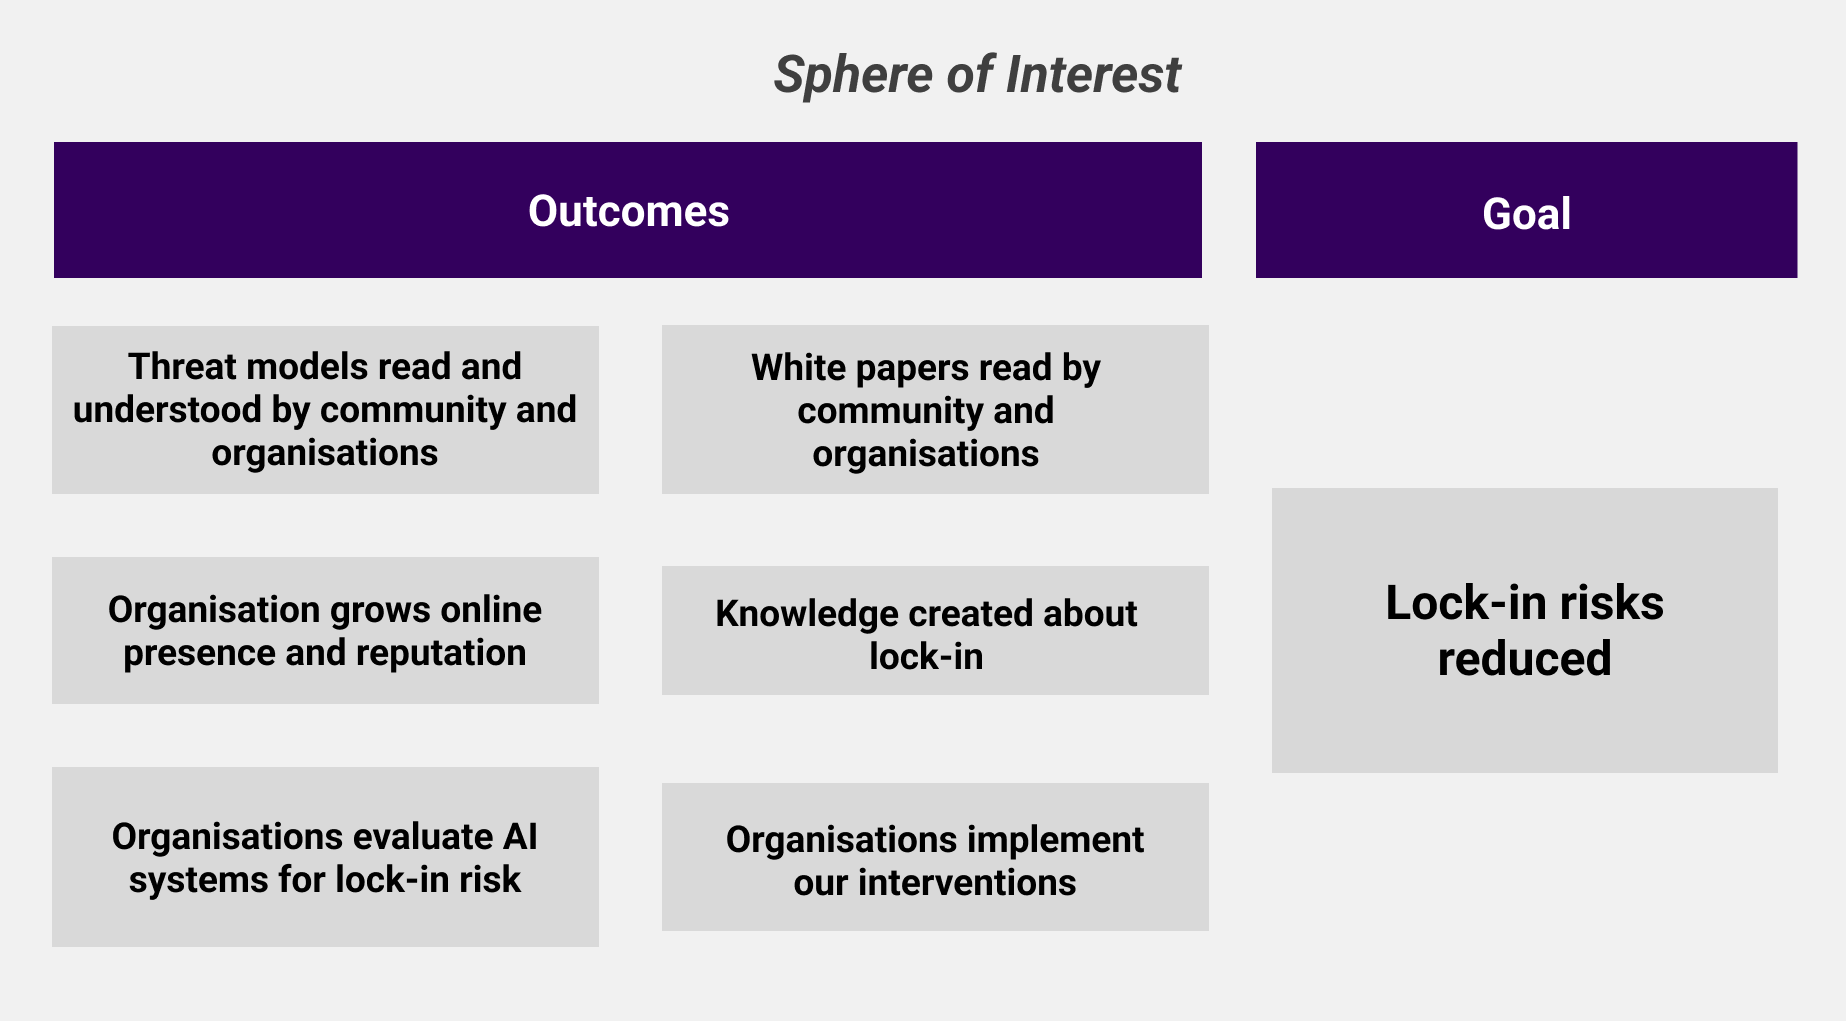 Sphere of Interest
Outcomes
Goal
Threat models read and
understood by community and
organisations
White papers read by
community and
organisations
Organisation grows online
presence and reputation
Knowledge created about
lock-in
Lock-in risks
reduced
Organisations evaluate AI
systems for lock-in risk
Organisations implement
our interventions